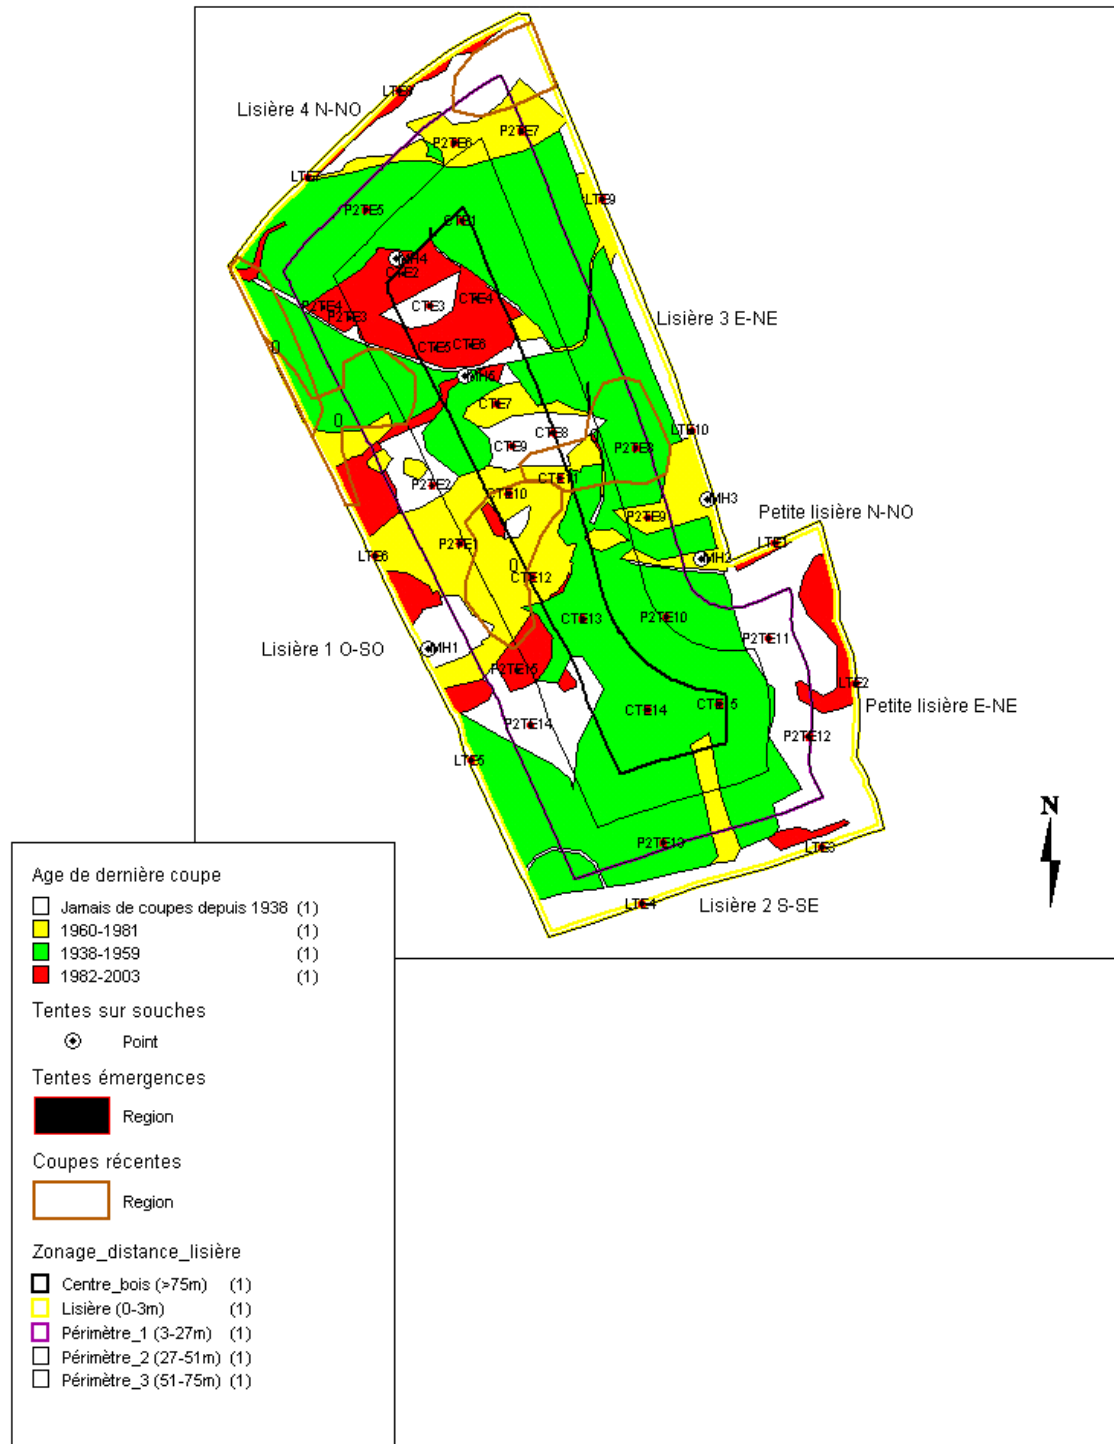 LTE8
Lisière 4 N-NO
P2TE7
P2TE6
LTE7
LTE9
P2TE5
CTE1
MH4
CTE2
CTE4
P2TE4
CTE3
P2TE3
Lisière 3 E-NE
0
CTE5
CTE6
MH5
CTE7
0
LTE10
CTE8
0
CTE9
P2TE8
CTE11
P2TE2
CTE10
MH3
Petite lisière N-NO
P2TE9
P2TE1
LTE1
LTE6
MH2
0
CTE12
CTE13
P2TE10
P2TE11
Lisière 1 O-SO
MH1
P2TE15
LTE2
CTE15
Petite lisière E-NE
CTE14
P2TE14
P2TE12
LTE5
N
P2TE13
LTE3
LTE4
Lisière 2 S-SE
Age de dernière coupe
Jamais de coupes depuis 1938 (1)
1960-1981 (1)
1938-1959 (1)
1982-2003 (1)
Tentes sur souches
Point
Tentes émergences
Region
Coupes récentes
Region
Zonage_distance_lisière
Centre_bois (>75m) (1)
Lisière (0-3m) (1)
Périmètre_1 (3-27m) (1)
Périmètre_2 (27-51m) (1)
Périmètre_3 (51-75m) (1)